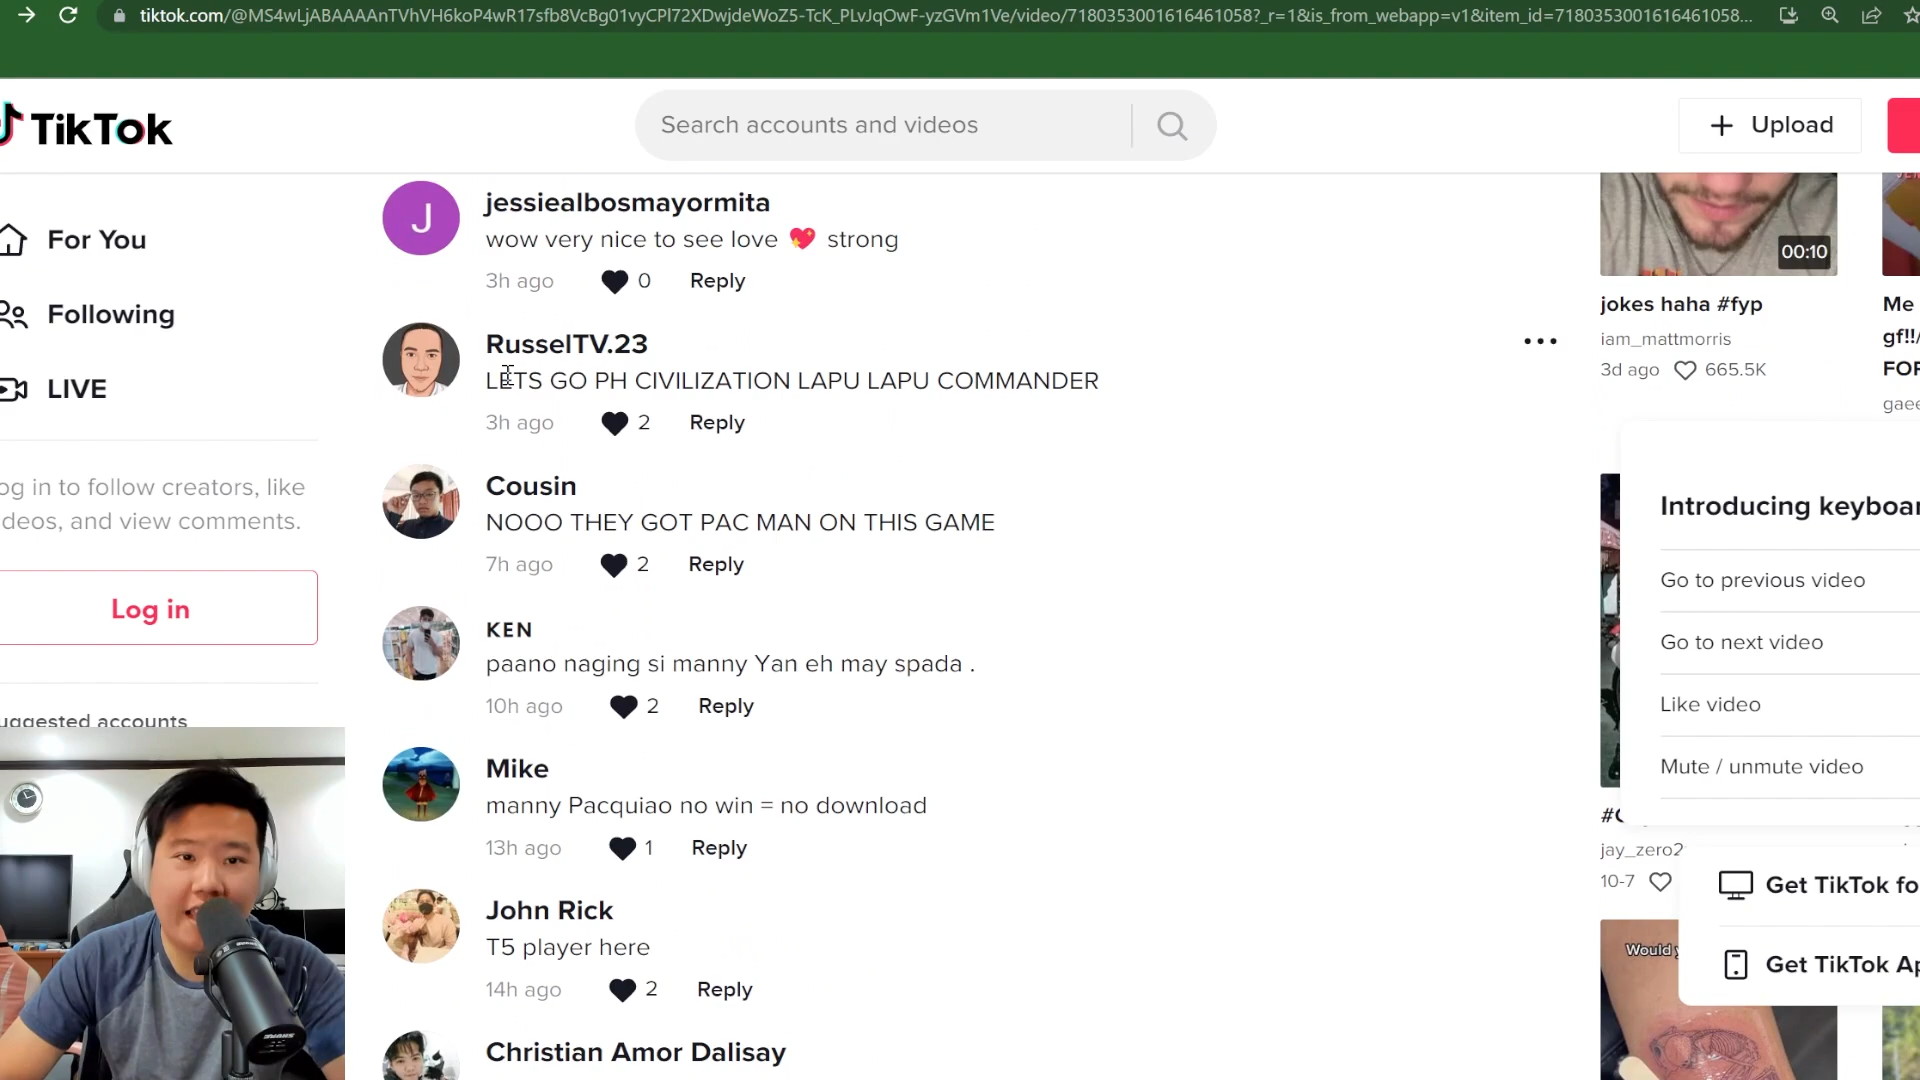 tiktok.com/@MS4wLjABAAAAnTVhVH6koP4wR17sfb8VcBg01vyCPl72XDwjdeWoZ5-TcK_PLvJqOwF-yzGVm1Ve/video/7180353001616461058?_r=1&is_from_webapp=v1&item_id=7180353001616461058...
TikTok
Search accounts and videos
Upload
For You
Following
LIVE
og in to follow creators, like
deos, and view comments.
Log in
uggested accounts
J
jessiealbosmayormita
wow very nice to see love 💖 strong
3h ago 0 Reply
RusselTV.23
LETS GO PH CIVILIZATION LAPU LAPU COMMANDER
3h ago 2 Reply
Cousin
NOOO THEY GOT PAC MAN ON THIS GAME
7h ago 2 Reply
KEN
paano naging si manny Yan eh may spada .
10h ago 2 Reply
Mike
manny Pacquiao no win = no download
13h ago 1 Reply
John Rick
T5 player here
14h ago 2 Reply
Christian Amor Dalisay
00:10
jokes haha #fyp
iam_mattmorris
3d ago 665.5K
Me
gf!!/
FOR
gaee
Introducing keyboar
Go to previous video
Go to next video
Like video
Mute / unmute video
jay_zero2
10-7
Get TikTok fo
Get TikTok Ap
Would
SHURE